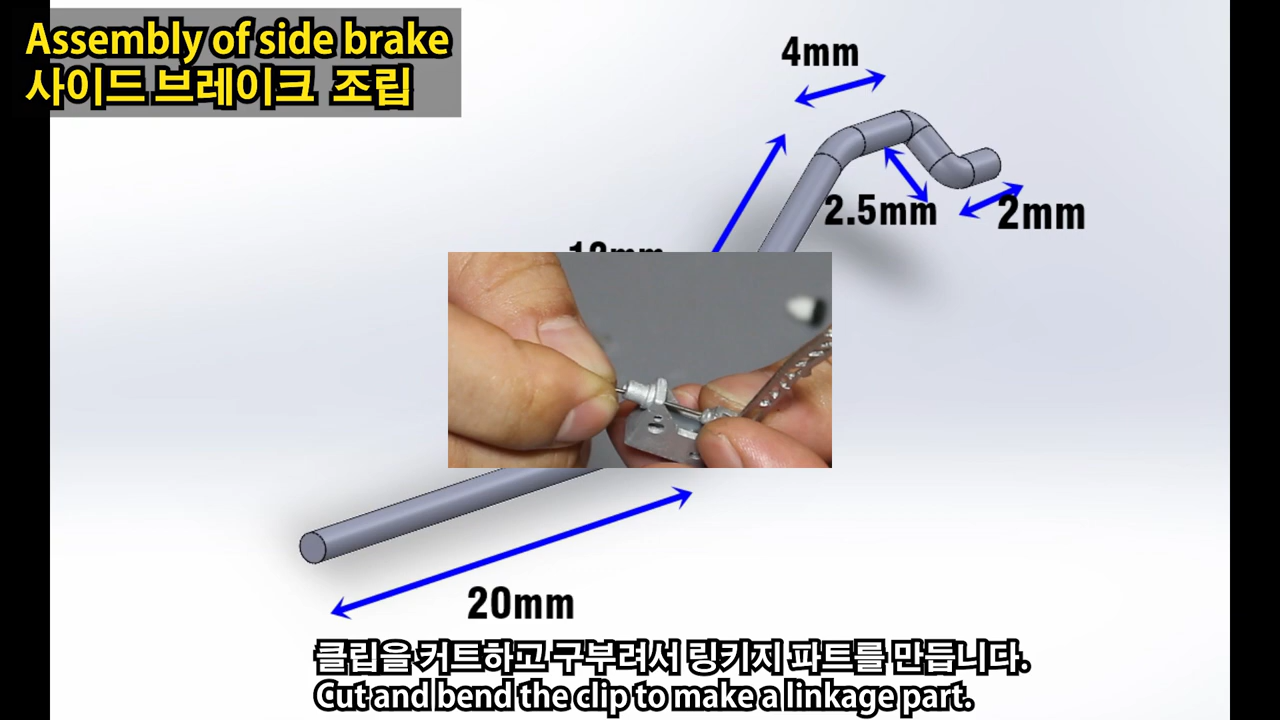 Assembly of side brake
사이드 브레이크 조립
4mm
2.5mm
2mm
20mm
클립을 커트하고 구부려서 링키지 파트를 만듭니다.
Cut and bend the clip to make a linkage part.